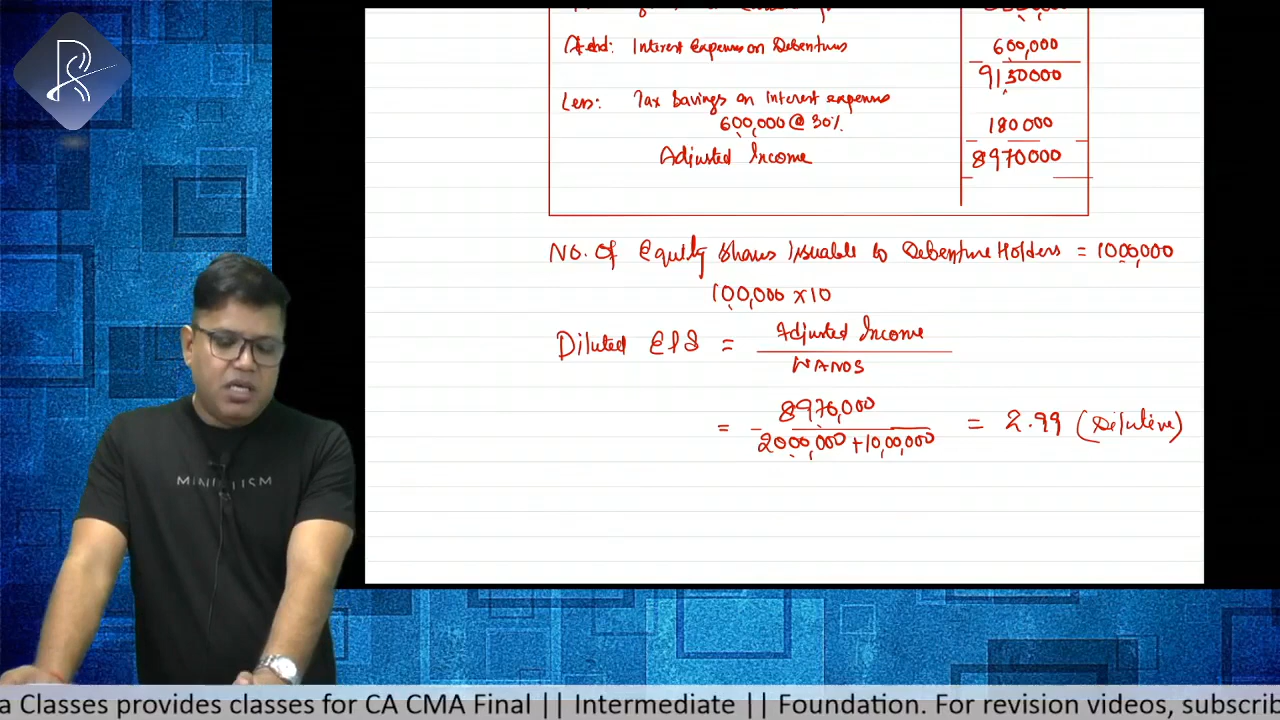 Add: Interest Expenses on Debentures 600,000
9130000
Less: Tax Savings on Interest expenses
600,000 @ 30% 180000
Adjusted Income 8970000
No. Of Equity Shares Issuable to Debenture Holders = 1000,000
100,000 x 10
Diluted EPS = Adjusted Income
WANOS
= 8970,000
2000,000 + 10,00,000 = 2.99 (Dilutive)
MINIMALISM
a Classes provides classes for CA CMA Final || Intermediate || Foundation. For revision videos, subscrib